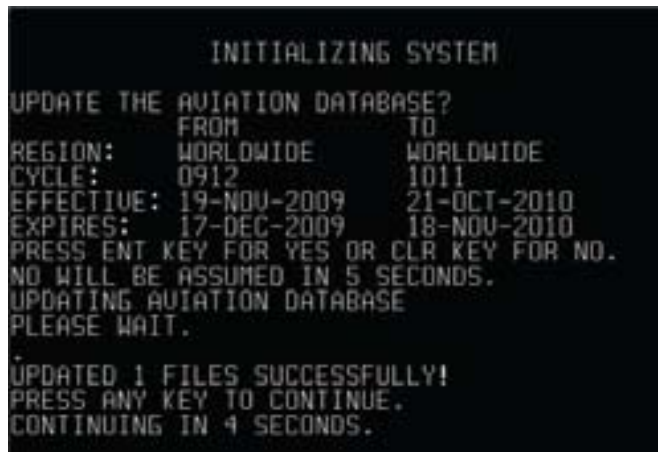 INITIALIZING SYSTEM
UPDATE THE AVIATION DATABASE?
FROM TO
REGION: WORLDWIDE WORLDWIDE
CYCLE: 0912 1011
EFFECTIVE: 19-NOV-2009 21-OCT-2010
EXPIRES: 17-DEC-2009 18-NOV-2010
PRESS ENT KEY FOR YES OR CLR KEY FOR NO.
NO WILL BE ASSUMED IN 5 SECONDS.
UPDATING AVIATION DATABASE
PLEASE WAIT.
.
UPDATED 1 FILES SUCCESSFULLY!
PRESS ANY KEY TO CONTINUE.
CONTINUING IN 4 SECONDS.